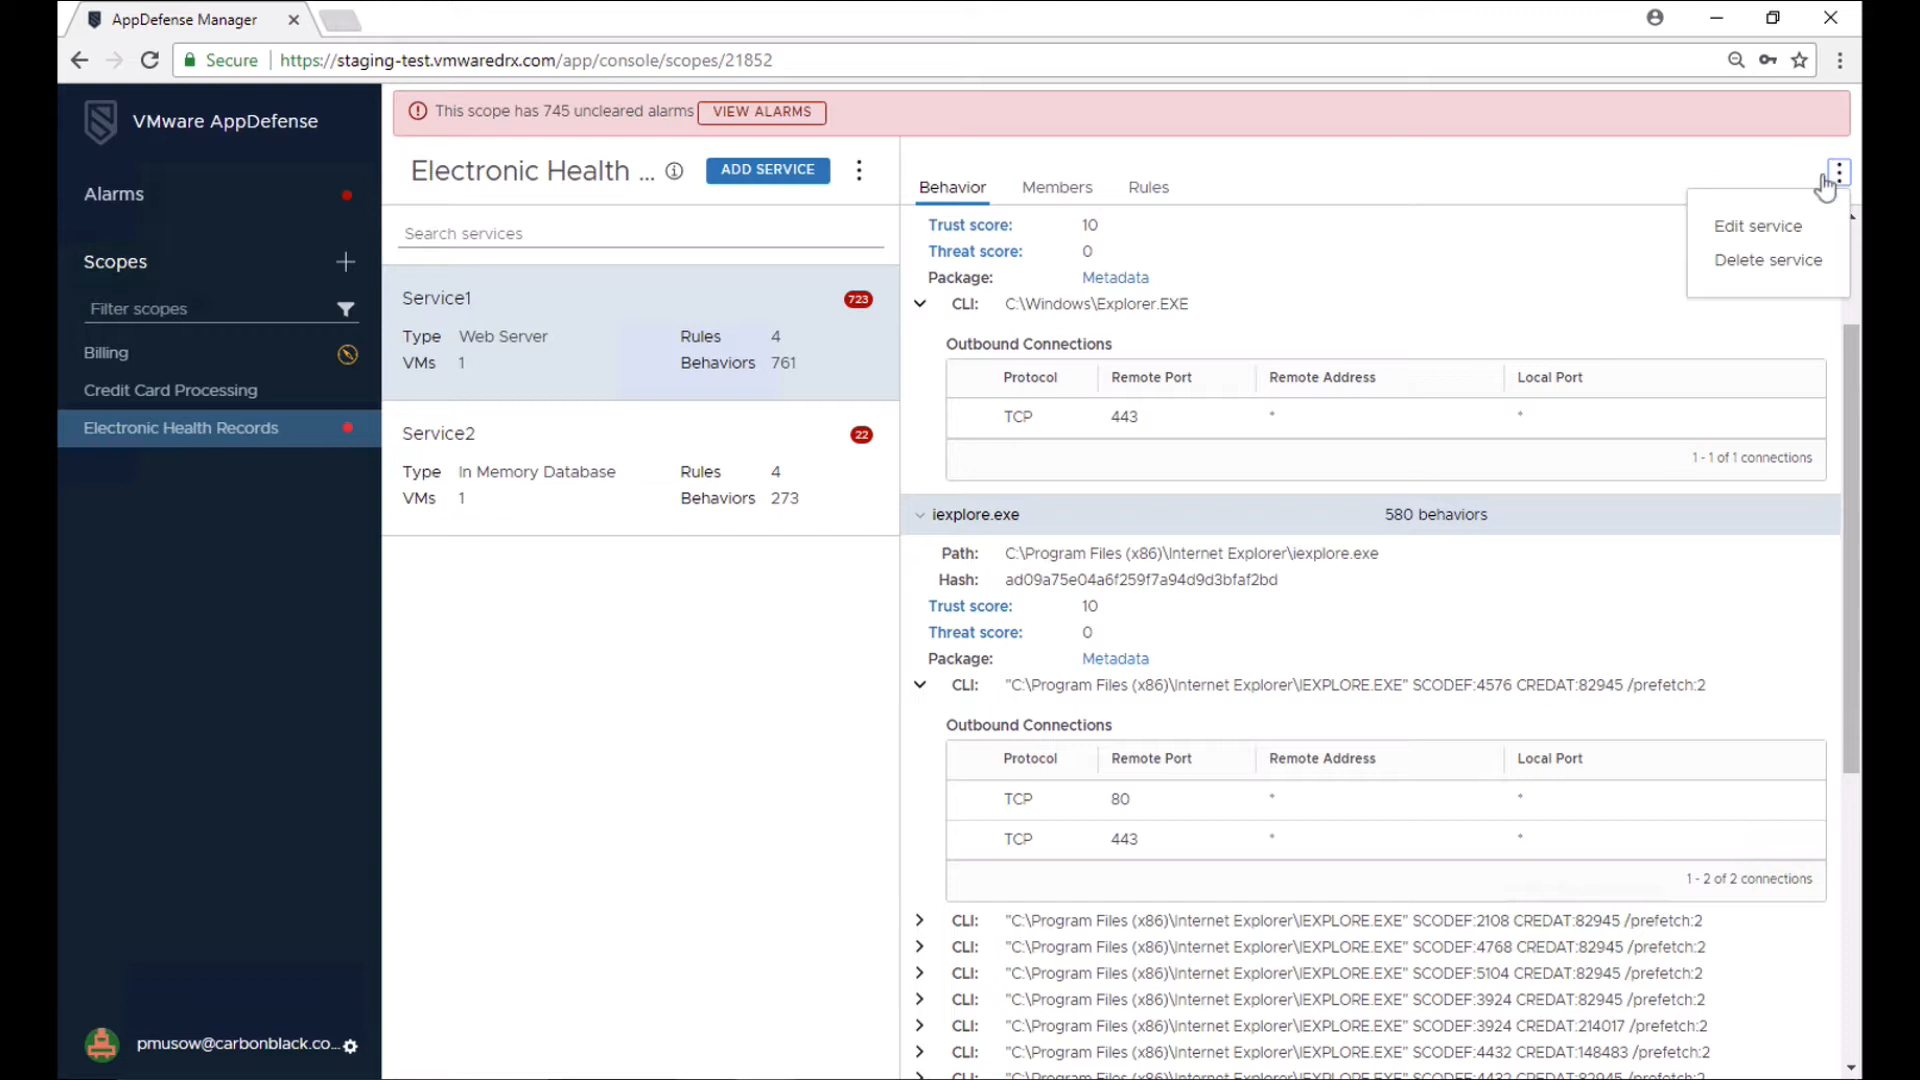 AppDefense Manager
Secure https://staging-test.vmwaredrx.com/app/console/scopes/21852
VMware AppDefense
Alarms
Scopes
Filter scopes
Billing
Credit Card Processing
Electronic Health Records
pmusow@carbonblack.co...
This scope has 745 uncleared alarms VIEW ALARMS
Electronic Health ... ADD SERVICE
Search services
Service1 723
Type Web Server Rules 4
VMs 1 Behaviors 761
Service2 22
Type In Memory Database Rules 4
VMs 1 Behaviors 273
Behavior Members Rules
Edit service
Delete service
Trust score: 10
Threat score: 0
Package: Metadata
CLI: C:\Windows\Explorer.EXE
Outbound Connections
Protocol Remote Port Remote Address Local Port
TCP 443 * *
1 - 1 of 1 connections
iexplore.exe 580 behaviors
Path: C:\Program Files (x86)\Internet Explorer\iexplore.exe
Hash: ad09a75e04a6f259f7a94d9d3bfaf2bd
Trust score: 10
Threat score: 0
Package: Metadata
CLI: "C:\Program Files (x86)\Internet Explorer\IEXPLORE.EXE" SCODEF:4576 CREDAT:82945 /prefetch:2
Outbound Connections
Protocol Remote Port Remote Address Local Port
TCP 80 * *
TCP 443 * *
1 - 2 of 2 connections
CLI: "C:\Program Files (x86)\Internet Explorer\IEXPLORE.EXE" SCODEF:2108 CREDAT:82945 /prefetch:2
CLI: "C:\Program Files (x86)\Internet Explorer\IEXPLORE.EXE" SCODEF:4768 CREDAT:82945 /prefetch:2
CLI: "C:\Program Files (x86)\Internet Explorer\IEXPLORE.EXE" SCODEF:5104 CREDAT:82945 /prefetch:2
CLI: "C:\Program Files (x86)\Internet Explorer\IEXPLORE.EXE" SCODEF:3924 CREDAT:82945 /prefetch:2
CLI: "C:\Program Files (x86)\Internet Explorer\IEXPLORE.EXE" SCODEF:3924 CREDAT:214017 /prefetch:2
CLI: "C:\Program Files (x86)\Internet Explorer\IEXPLORE.EXE" SCODEF:4432 CREDAT:148483 /prefetch:2